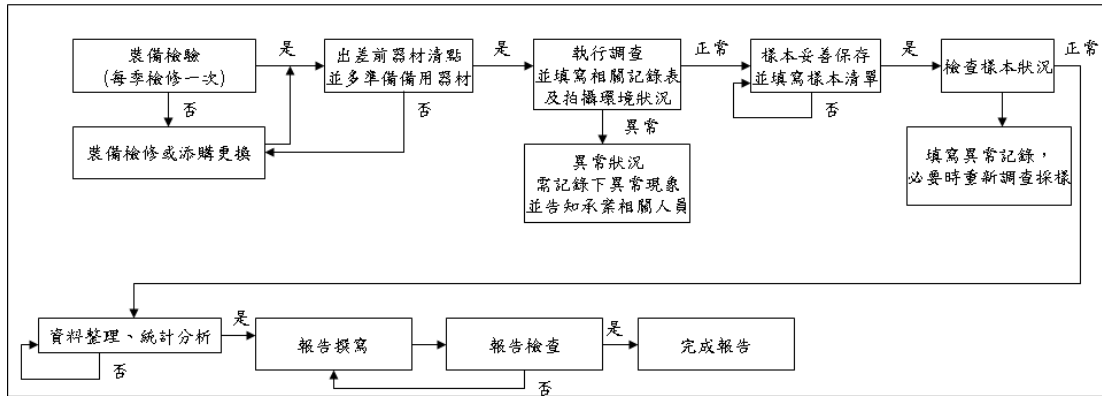 裝備檢驗
(每季檢修一次)
是
出差前器材清點
並多準備備用器材
是
執行調查
並填寫相關記錄表
及拍攝環境狀況
正常
樣本妥善保存
並填寫樣本清單
是
檢查樣本狀況
正常
否
裝備檢修或添購更換
否
異常
異常狀況
需記錄下異常現象
並告知承業相關人員
否
填寫異常記錄，
必要時重新調查採樣
資料整理、統計分析
是
否
報告撰寫
報告檢查
是
否
完成報告